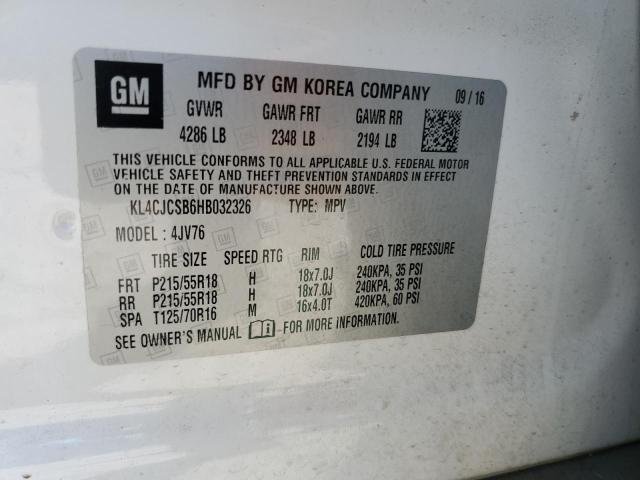 GM
MFD BY GM KOREA COMPANY 09/16
GVWR GAWR FRT GAWR RR
4286 LB 2348 LB 2194 LB
THIS VEHICLE CONFORMS TO ALL APPLICABLE U.S. FEDERAL MOTOR
VEHICLE SAFETY AND THEFT PREVENTION STANDARDS IN EFFECT
ON THE DATE OF MANUFACTURE SHOWN ABOVE.
KL4CJCSB6HB032326 TYPE: MPV
MODEL: 4JV76
TIRE SIZE SPEED RTG RIM COLD TIRE PRESSURE
FRT P215/55R18 H 18x7.0J 240KPA, 35 PSI
RR P215/55R18 H 18x7.0J 240KPA, 35 PSI
SPA T125/70R16 M 16x4.0T 420KPA, 60 PSI
SEE OWNER'S MANUAL FOR MORE INFORMATION.